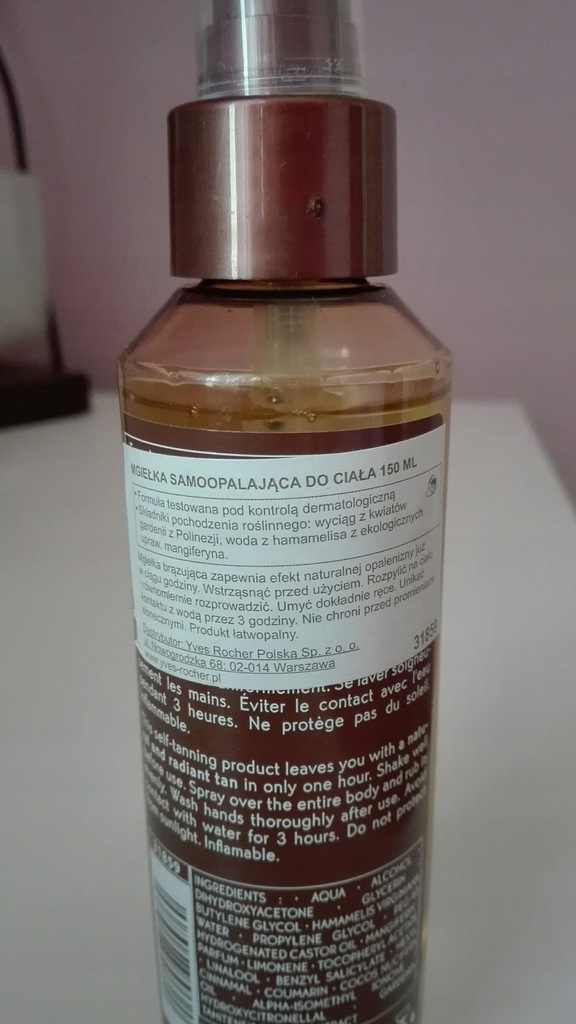 MGIEŁKA SAMOOPALAJĄCA DO CIAŁA 150 ML
•Formuła testowana pod kontrolą dermatologiczną
•Składniki pochodzenia roślinnego: wyciąg z kwiatów
gardenii z Polinezji, woda z hamamelisa z ekologicznych
upraw, mangiferyna.
Mgiełka brązująca zapewnia efekt naturalnej opalenizny już
w ciągu godziny. Wstrząsnąć przed użyciem. Rozpylić na ciało
i równomiernie rozprowadzić. Umyć dokładnie ręce. Unikać
kontaktu z wodą przez 3 godziny. Nie chroni przed promieniami
słonecznymi. Produkt łatwopalny.
Dystrybutor: Yves Rocher Polska Sp. z o. o.
ul. Nowogrodzka 68; 02-014 Warszawa
www.yves-rocher.pl
31859
Se laver soigneu-
les mains. Éviter le contact avec l'eau
3 heures. Ne protège pas du soleil.
self-tanning product leaves you with a natu-
and radiant tan in only one hour. Shake well
use. Spray over the entire body and rub in
Wash hands thoroughly after use. Avoid
with water for 3 hours. Do not protect
sunlight. Inflamable.
31859
INGREDIENTS : • AQUA • ALCOHOL
DIHYDROXYACETONE • GLYCERIN
BUTYLENE GLYCOL • HAMAMELIS VIRGINIANA
WATER • PROPYLENE GLYCOL •
HYDROGENATED CASTOR OIL •
PARFUM • LIMONENE • TOCOPHERYL
• LINALOOL • BENZYL SALICYLATE •
CINNAMAL • COUMARIN • COCOS
OIL • ALPHA-ISOMETHYL IONONE
HYDROXYCITRONELLAL